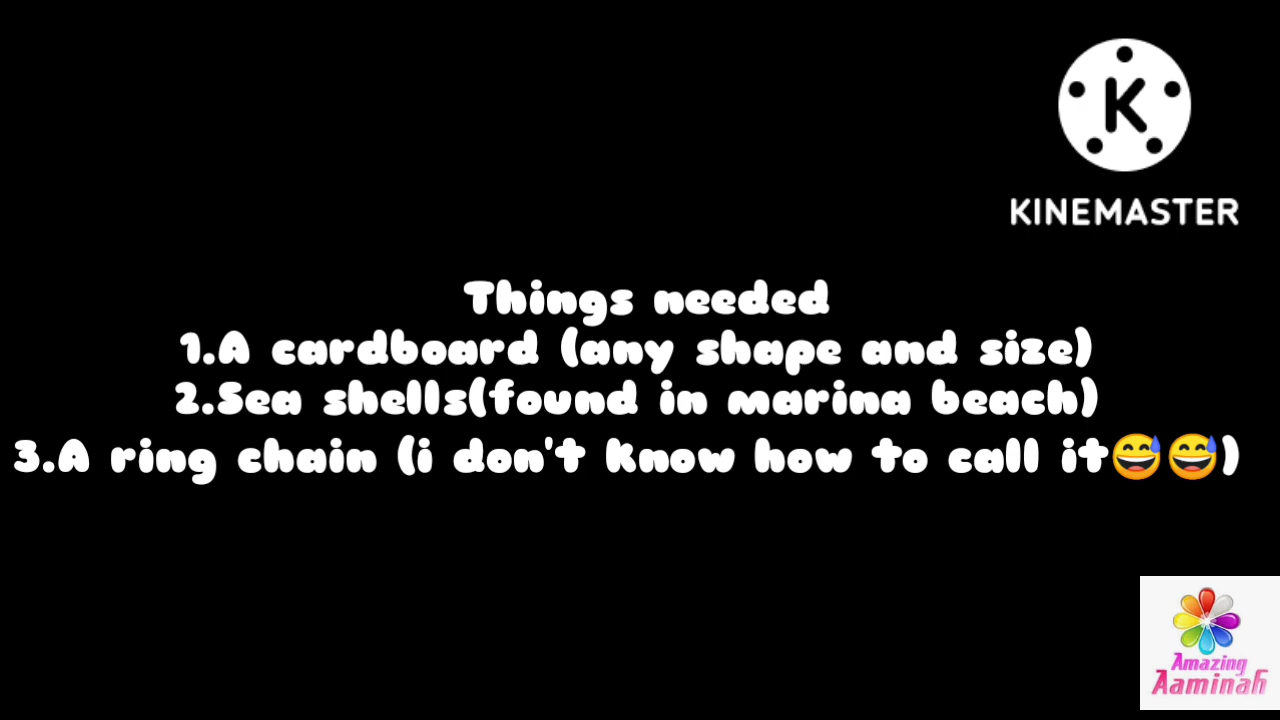 K
KINEMASTER
Things needed
1.A cardboard (any shape and size)
2.Sea shells(found in marina beach)
3.A ring chain (i don't know how to call it😅😅)
Amazing
Aaminah